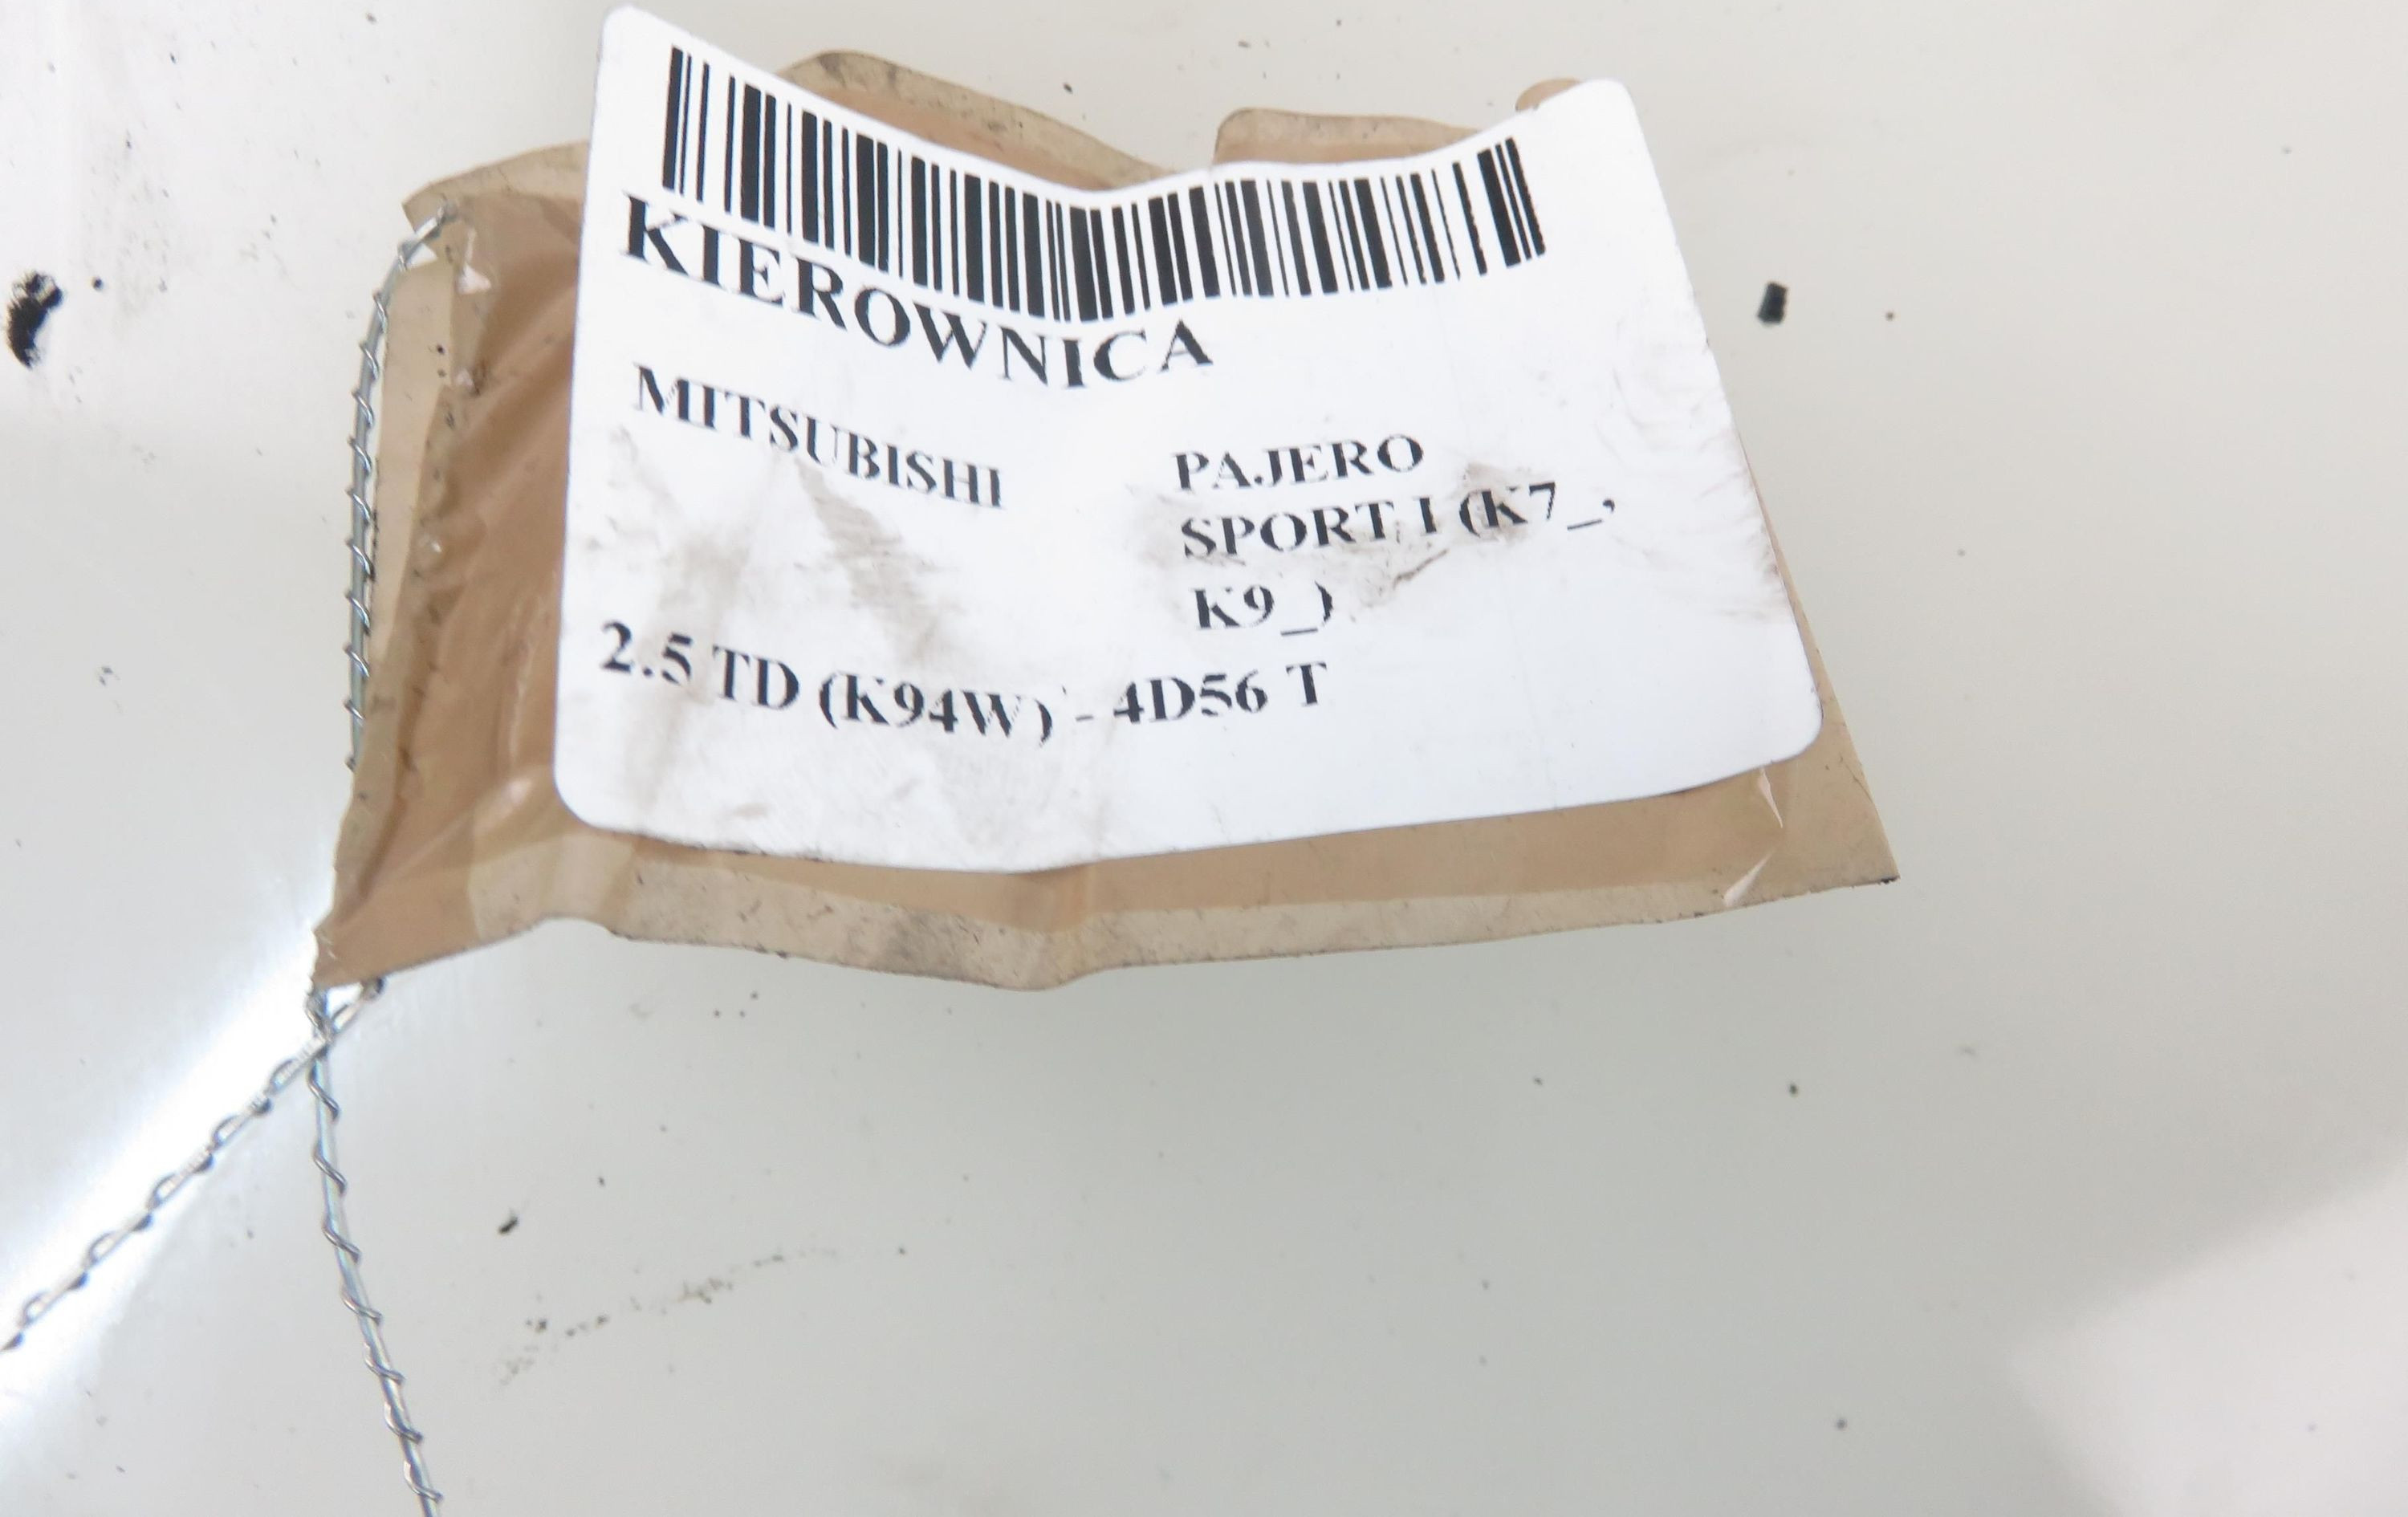 KIEROWNICA
MITSUBISHI
PAJERO
SPORT I (K7_,
K9_)
2.5 TD (K94W) - 4D56 T